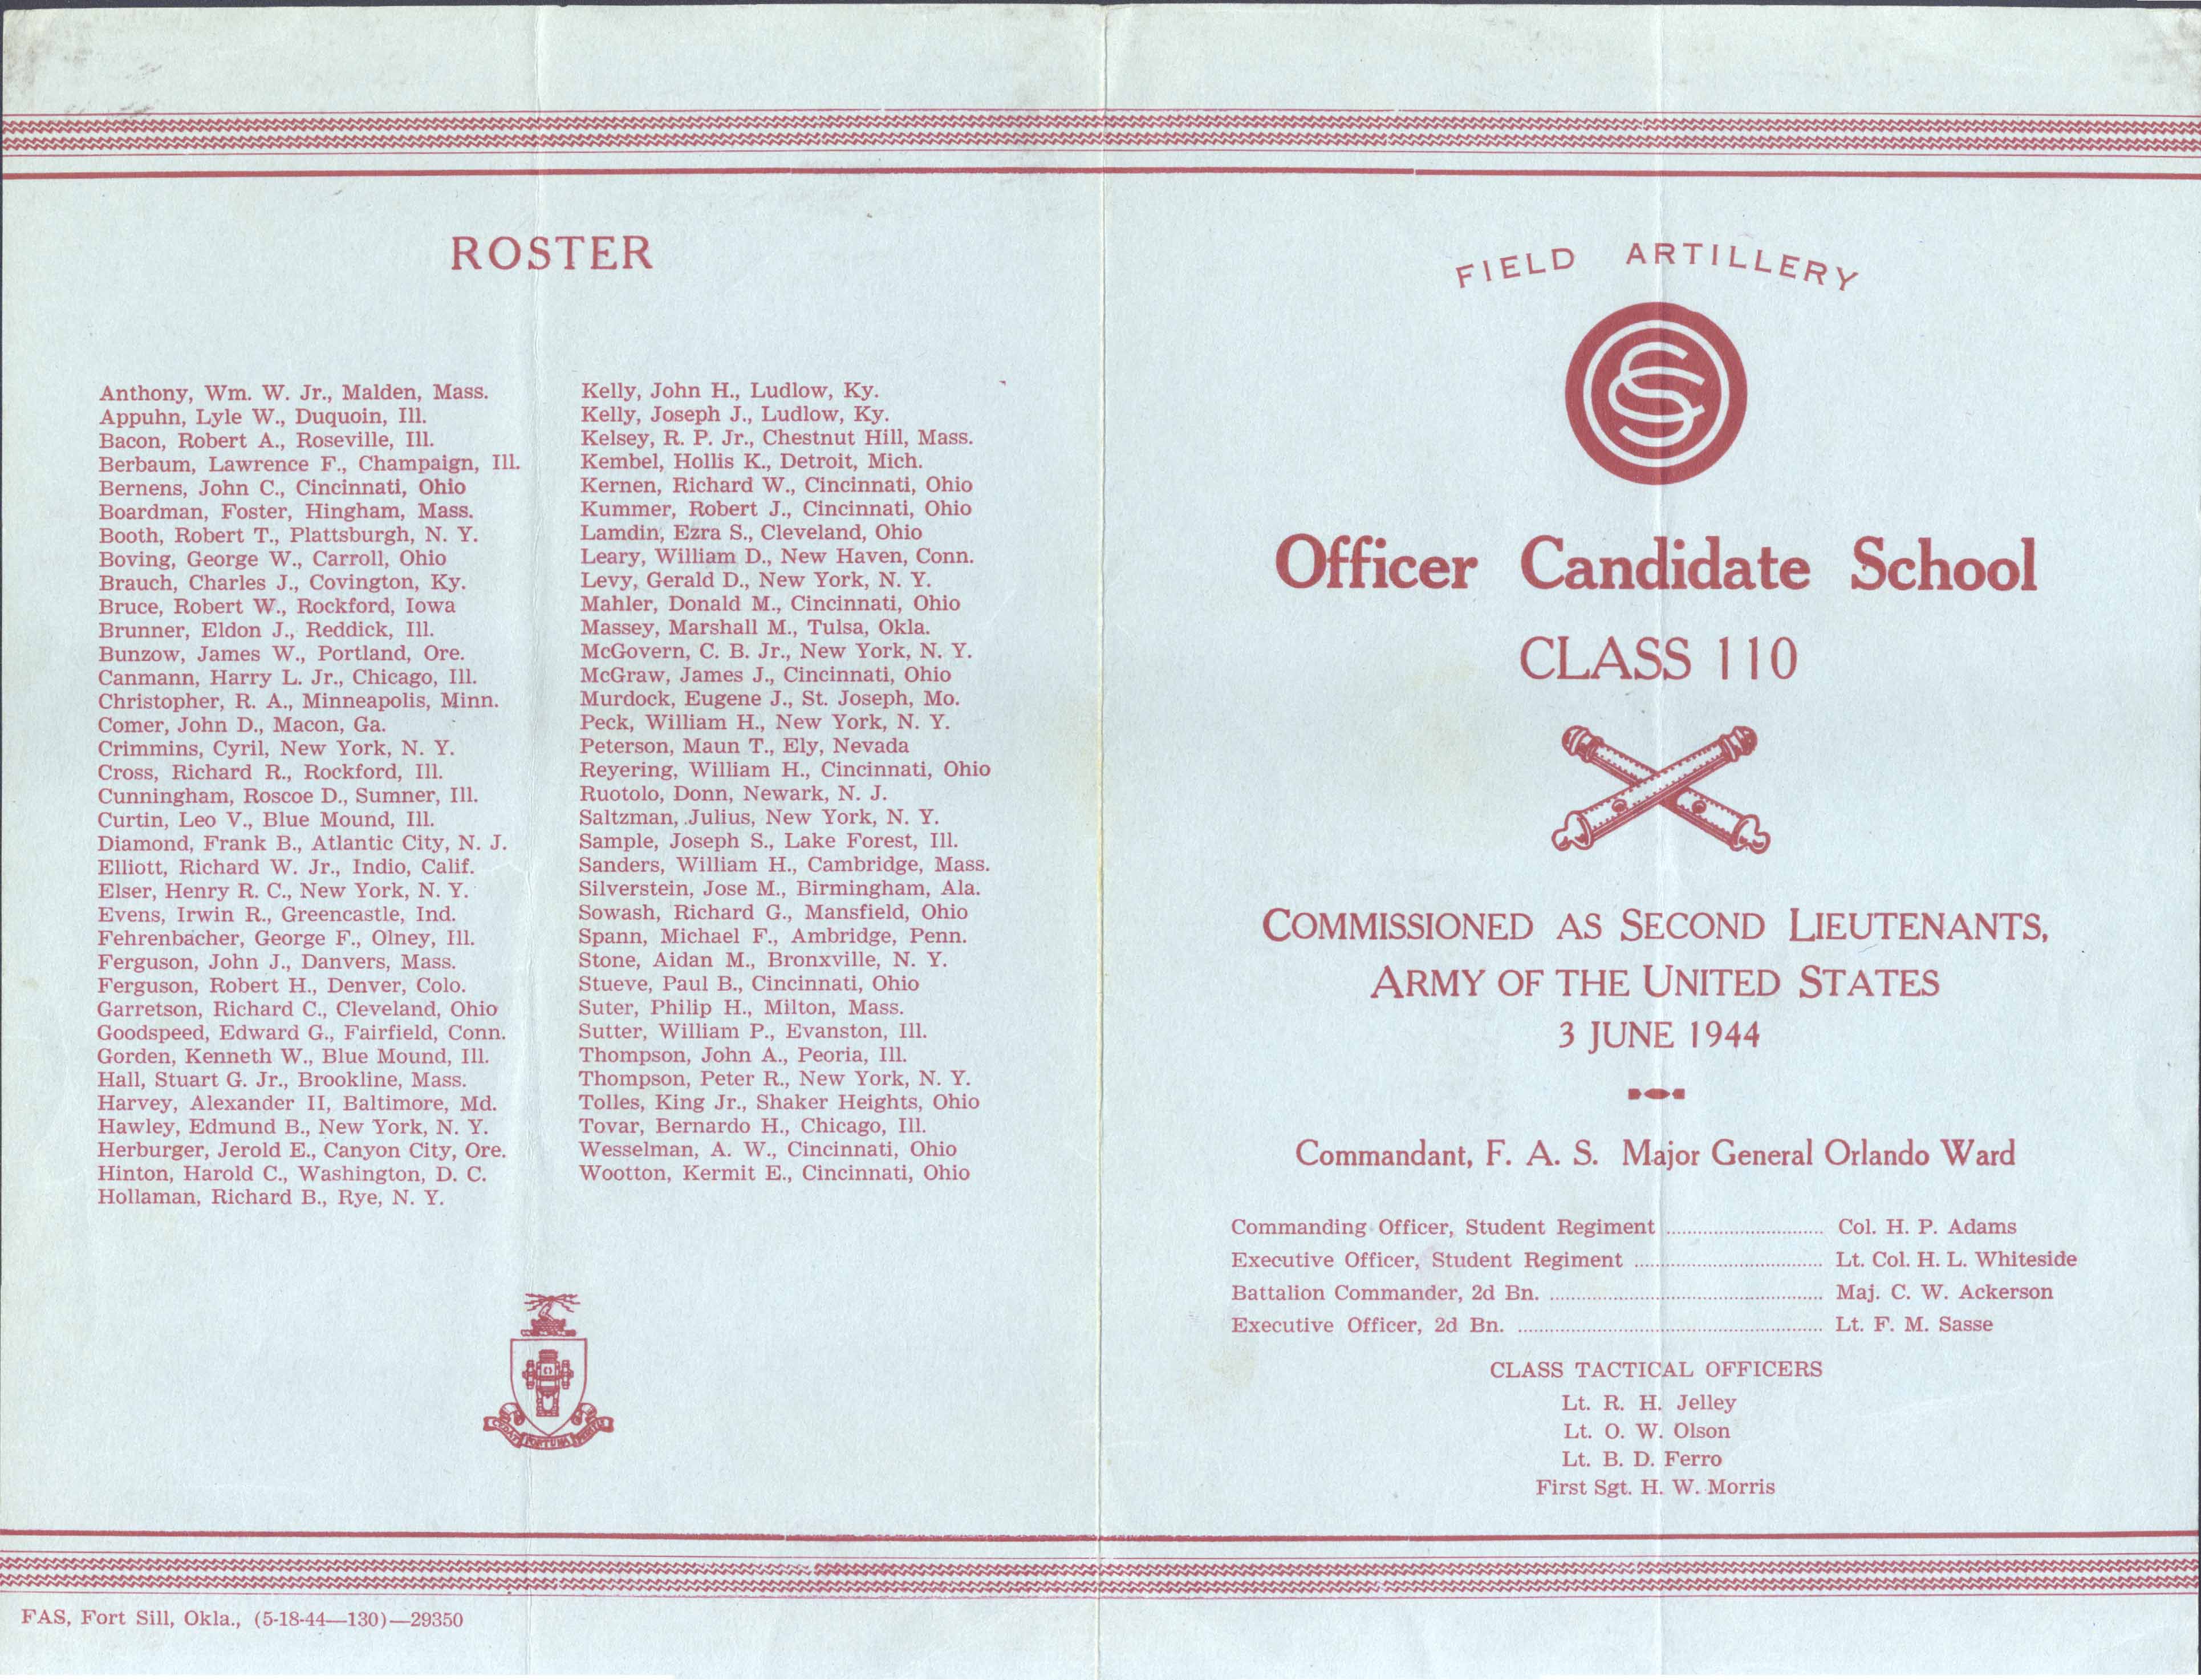 ROSTER
Anthony, Wm. W. Jr., Malden, Mass.
Appuhn, Lyle W., Duquoin, Ill.
Bacon, Robert A., Roseville, Ill.
Berbaum, Lawrence F., Champaign, Ill.
Bernens, John C., Cincinnati, Ohio
Boardman, Foster, Hingham, Mass.
Booth, Robert T., Plattsburgh, N. Y.
Boving, George W., Carroll, Ohio
Brauch, Charles J., Covington, Ky.
Bruce, Robert W., Rockford, Iowa
Brunner, Eldon J., Reddick, Ill.
Bunzow, James W., Portland, Ore.
Canmann, Harry L. Jr., Chicago, Ill.
Christopher, R. A., Minneapolis, Minn.
Comer, John D., Macon, Ga.
Crimmins, Cyril, New York, N. Y.
Cross, Richard R., Rockford, Ill.
Cunningham, Roscoe D., Sumner, Ill.
Curtin, Leo V., Blue Mound, Ill.
Diamond, Frank B., Atlantic City, N. J.
Elliott, Richard W. Jr., Indio, Calif.
Elser, Henry R. C., New York, N. Y.
Evens, Irwin R., Greencastle, Ind.
Fehrenbacher, George F., Olney, Ill.
Ferguson, John J., Danvers, Mass.
Ferguson, Robert H., Denver, Colo.
Garretson, Richard C., Cleveland, Ohio
Goodspeed, Edward G., Fairfield, Conn.
Gorden, Kenneth W., Blue Mound, Ill.
Hall, Stuart G. Jr., Brookline, Mass.
Harvey, Alexander II, Baltimore, Md.
Hawley, Edmund B., New York, N. Y.
Herburger, Jerold E., Canyon City, Ore.
Hinton, Harold C., Washington, D. C.
Hollaman, Richard B., Rye, N. Y.
Kelly, John H., Ludlow, Ky.
Kelly, Joseph J., Ludlow, Ky.
Kelsey, R. P. Jr., Chestnut Hill, Mass.
Kembel, Hollis K., Detroit, Mich.
Kernen, Richard W., Cincinnati, Ohio
Kummer, Robert J., Cincinnati, Ohio
Lamdin, Ezra S., Cleveland, Ohio
Leary, William D., New Haven, Conn.
Levy, Gerald D., New York, N. Y.
Mahler, Donald M., Cincinnati, Ohio
Massey, Marshall M., Tulsa, Okla.
McGovern, C. B. Jr., New York, N. Y.
McGraw, James J., Cincinnati, Ohio
Murdock, Eugene J., St. Joseph, Mo.
Peck, William H., New York, N. Y.
Peterson, Maun T., Ely, Nevada
Reyering, William H., Cincinnati, Ohio
Ruotolo, Donn, Newark, N. J.
Saltzman, Julius, New York, N. Y.
Sample, Joseph S., Lake Forest, Ill.
Sanders, William H., Cambridge, Mass.
Silverstein, Jose M., Birmingham, Ala.
Sowash, Richard G., Mansfield, Ohio
Spann, Michael F., Ambridge, Penn.
Stone, Aidan M., Bronxville, N. Y.
Stueve, Paul B., Cincinnati, Ohio
Suter, Philip H., Milton, Mass.
Sutter, William P., Evanston, Ill.
Thompson, John A., Peoria, Ill.
Thompson, Peter R., New York, N. Y.
Tolles, King Jr., Shaker Heights, Ohio
Tovar, Bernardo H., Chicago, Ill.
Wesselman, A. W., Cincinnati, Ohio
Wootton, Kermit E., Cincinnati, Ohio
FORTUNA
FAS, Fort Sill, Okla., (5-18-44—130)—29350
FIELD ARTILLERY
OCS
Officer Candidate School
CLASS 110
COMMISSIONED AS SECOND LIEUTENANTS,
ARMY OF THE UNITED STATES
3 JUNE 1944
Commandant, F. A. S. Major General Orlando Ward
Commanding Officer, Student Regiment ............ Col. H. P. Adams
Executive Officer, Student Regiment ............ Lt. Col. H. L. Whiteside
Battalion Commander, 2d Bn. ............ Maj. C. W. Ackerson
Executive Officer, 2d Bn. ............ Lt. F. M. Sasse
CLASS TACTICAL OFFICERS
Lt. R. H. Jelley
Lt. O. W. Olson
Lt. B. D. Ferro
First Sgt. H. W. Morris